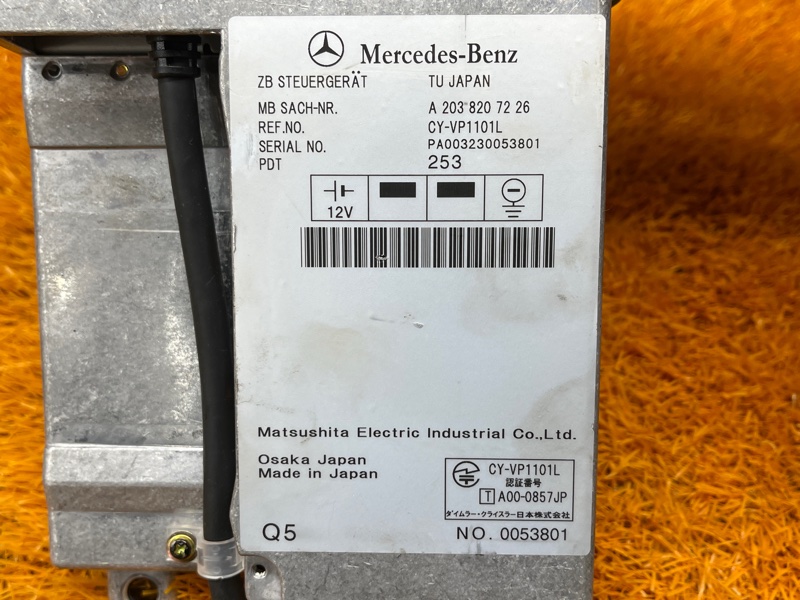 Mercedes-Benz
ZB STEUERGERÄT TU JAPAN
MB SACH-NR. A 203 820 72 26
REF.NO. CY-VP1101L
SERIAL NO. PA003230053801
PDT 253
12V
Matsushita Electric Industrial Co.,Ltd.
Osaka Japan
Made in Japan
CY-VP1101L
認証番号
T A00-0857JP
ダイムラー・クライスラー日本株式会社
Q5 NO. 0053801